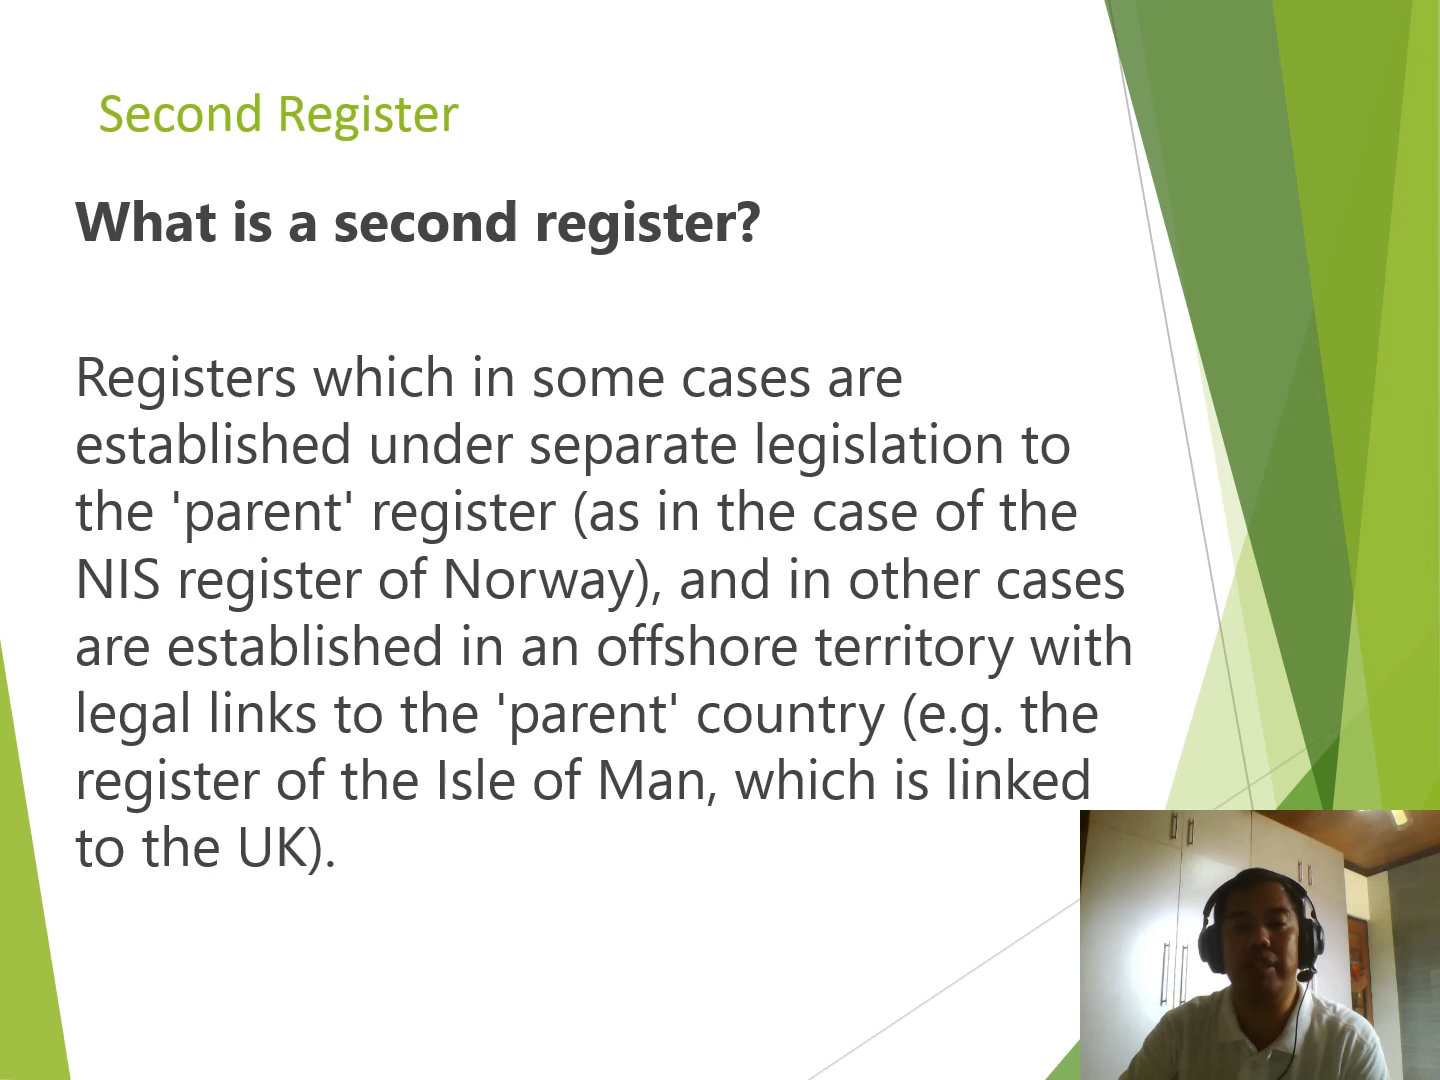 Second Register
What is a second register?
Registers which in some cases are
established under separate legislation to
the 'parent' register (as in the case of the
NIS register of Norway), and in other cases
are established in an offshore territory with
legal links to the 'parent' country (e.g. the
register of the Isle of Man, which is linked
to the UK).